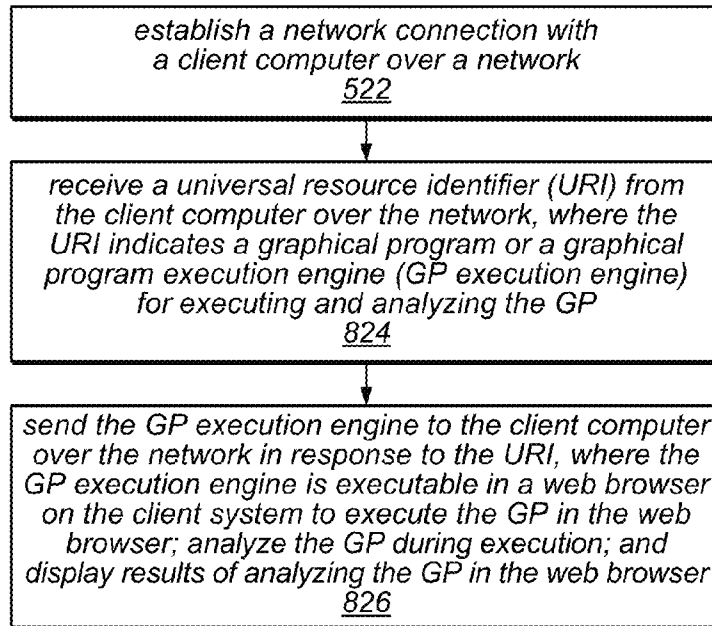 establish a network connection with
a client computer over a network
522
receive a universal resource identifier (URI) from
the client computer over the network, where the
URI indicates a graphical program or a graphical
program execution engine (GP execution engine)
for executing and analyzing the GP
824
send the GP execution engine to the client computer
over the network in response to the URI, where the
GP execution engine is executable in a web browser
on the client system to execute the GP in the web
browser; analyze the GP during execution; and
display results of analyzing the GP in the web browser
826